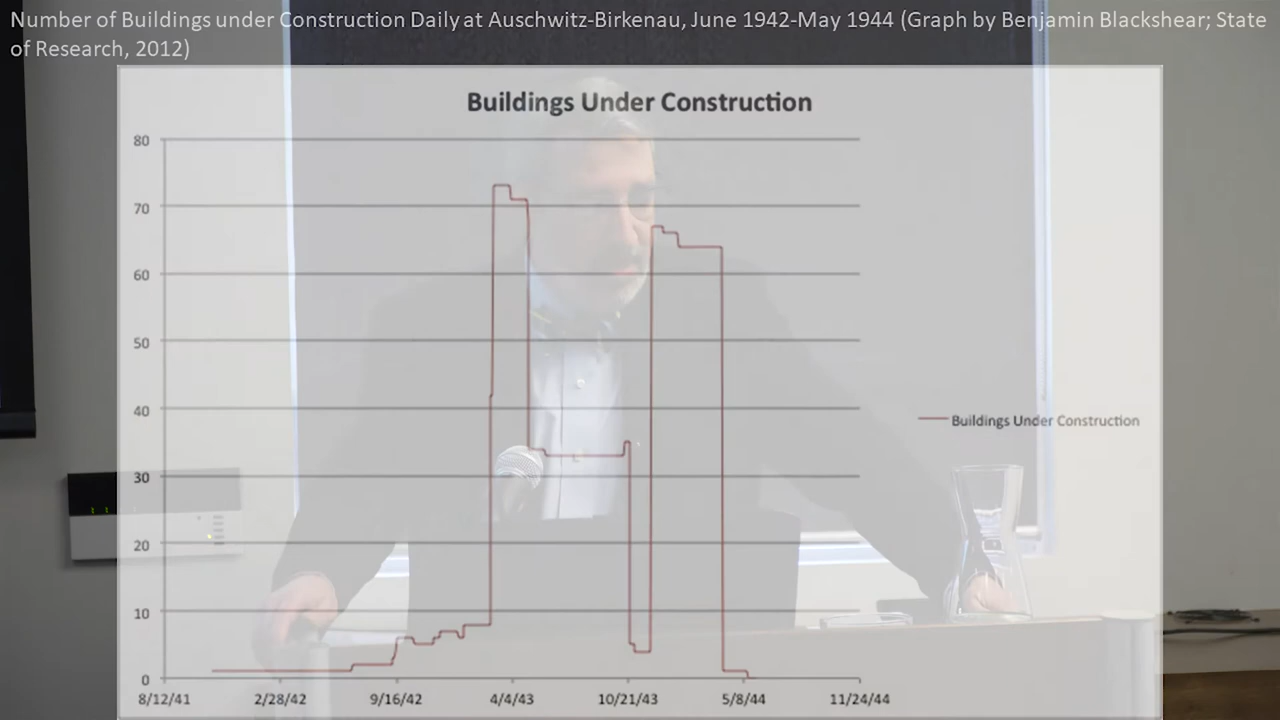 Number of Buildings under Construction Daily at Auschwitz-Birkenau, June 1942-May 1944 (Graph by Benjamin Blackshear; State
of Research, 2012)
Buildings Under Construction
80
70
60
50
40
30
20
10
0
Buildings Under Construction
8/12/41 2/28/42 9/16/42 4/4/43 10/21/43 5/8/44 11/24/44